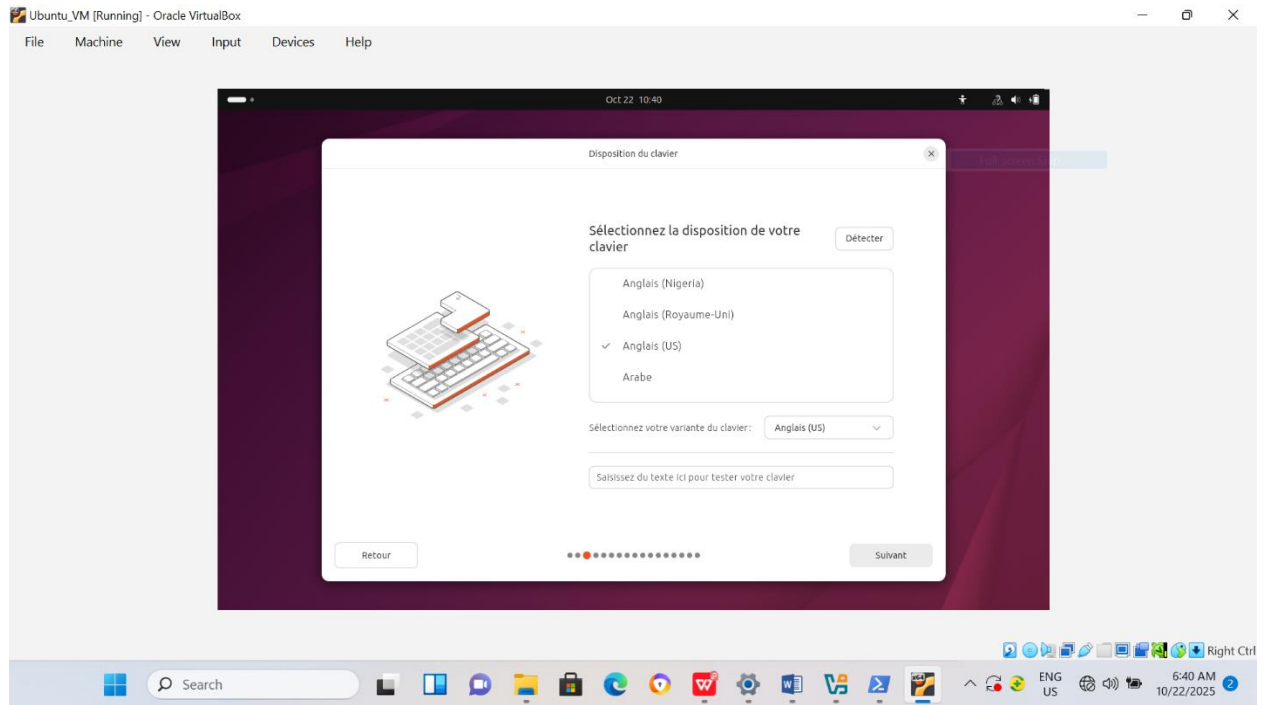 Ubuntu_VM [Running] - Oracle VirtualBox
File Machine View Input Devices Help
Oct 22 10:40
Disposition du clavier
Full screen Snip
Sélectionnez la disposition de votre
clavier
Détecter
Anglais (Nigeria)
Anglais (Royaume-Uni)
Anglais (US)
Arabe
Sélectionnez votre variante du clavier: Anglais (US)
Saisissez du texte ici pour tester votre clavier
Retour
Suivant
Right Ctrl
Search
ENG
US
6:40 AM
10/22/2025
2